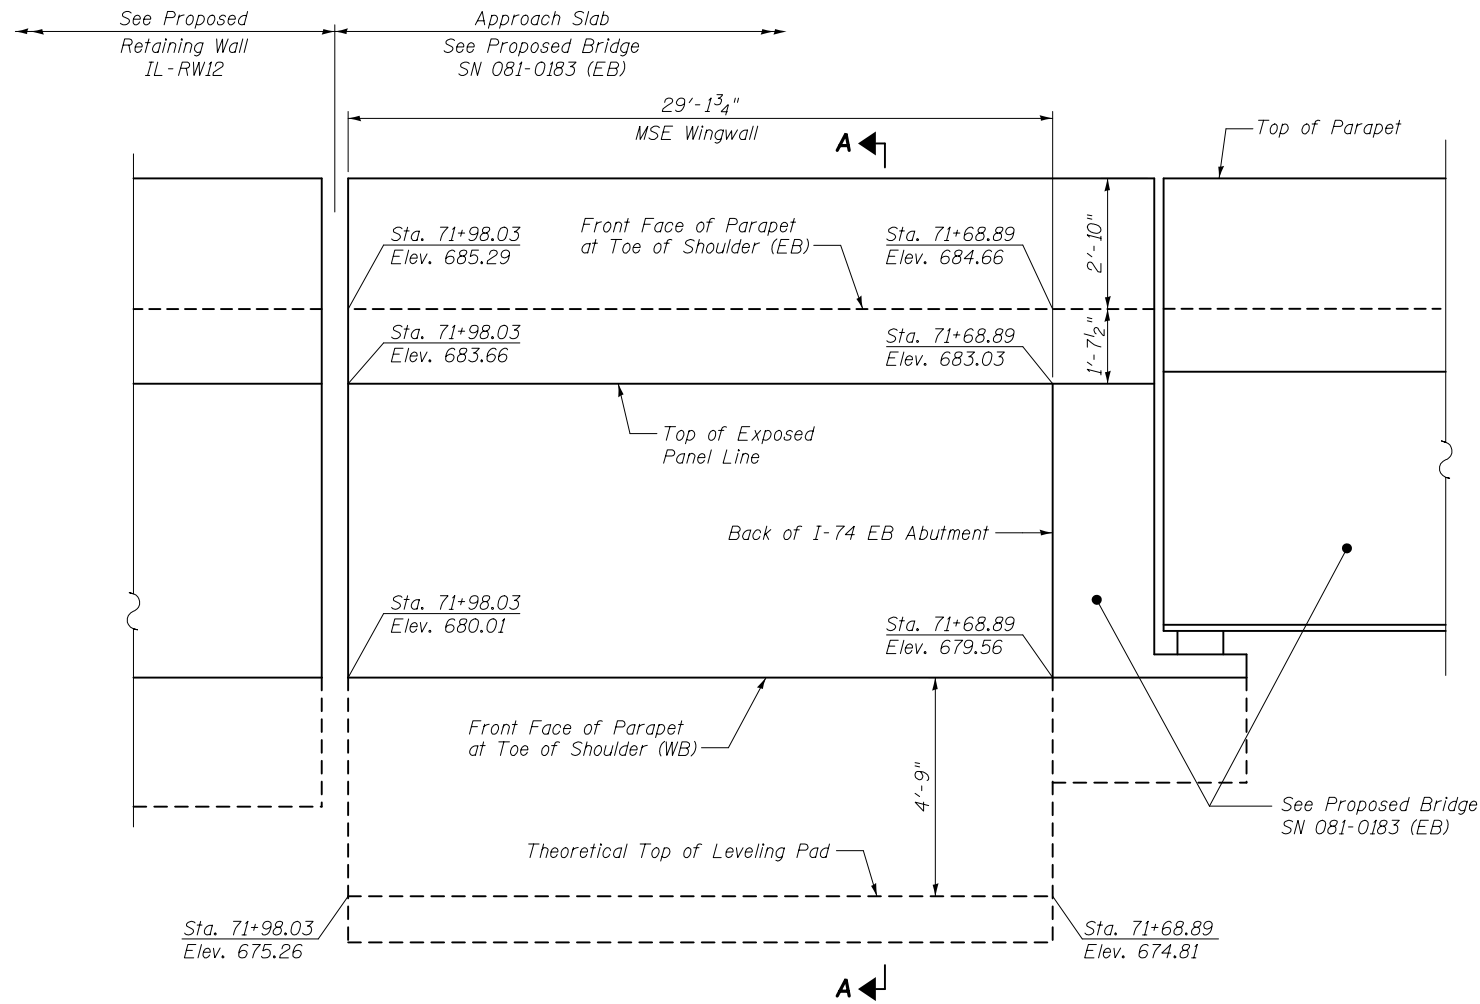 See Proposed
Retaining Wall
IL-RW12
Approach Slab
See Proposed Bridge
SN 081-0183 (EB)
29'-1 3/4"
MSE Wingwall
A
Top of Parapet
Sta. 71+98.03
Elev. 685.29
Front Face of Parapet
at Toe of Shoulder (EB)
Sta. 71+68.89
Elev. 684.66
2'-10"
Sta. 71+98.03
Elev. 683.66
Sta. 71+68.89
Elev. 683.03
1'-7 1/2"
Top of Exposed
Panel Line
Back of I-74 EB Abutment
Sta. 71+98.03
Elev. 680.01
Sta. 71+68.89
Elev. 679.56
Front Face of Parapet
at Toe of Shoulder (WB)
4'-9"
See Proposed Bridge
SN 081-0183 (EB)
Theoretical Top of Leveling Pad
Sta. 71+98.03
Elev. 675.26
Sta. 71+68.89
Elev. 674.81
A